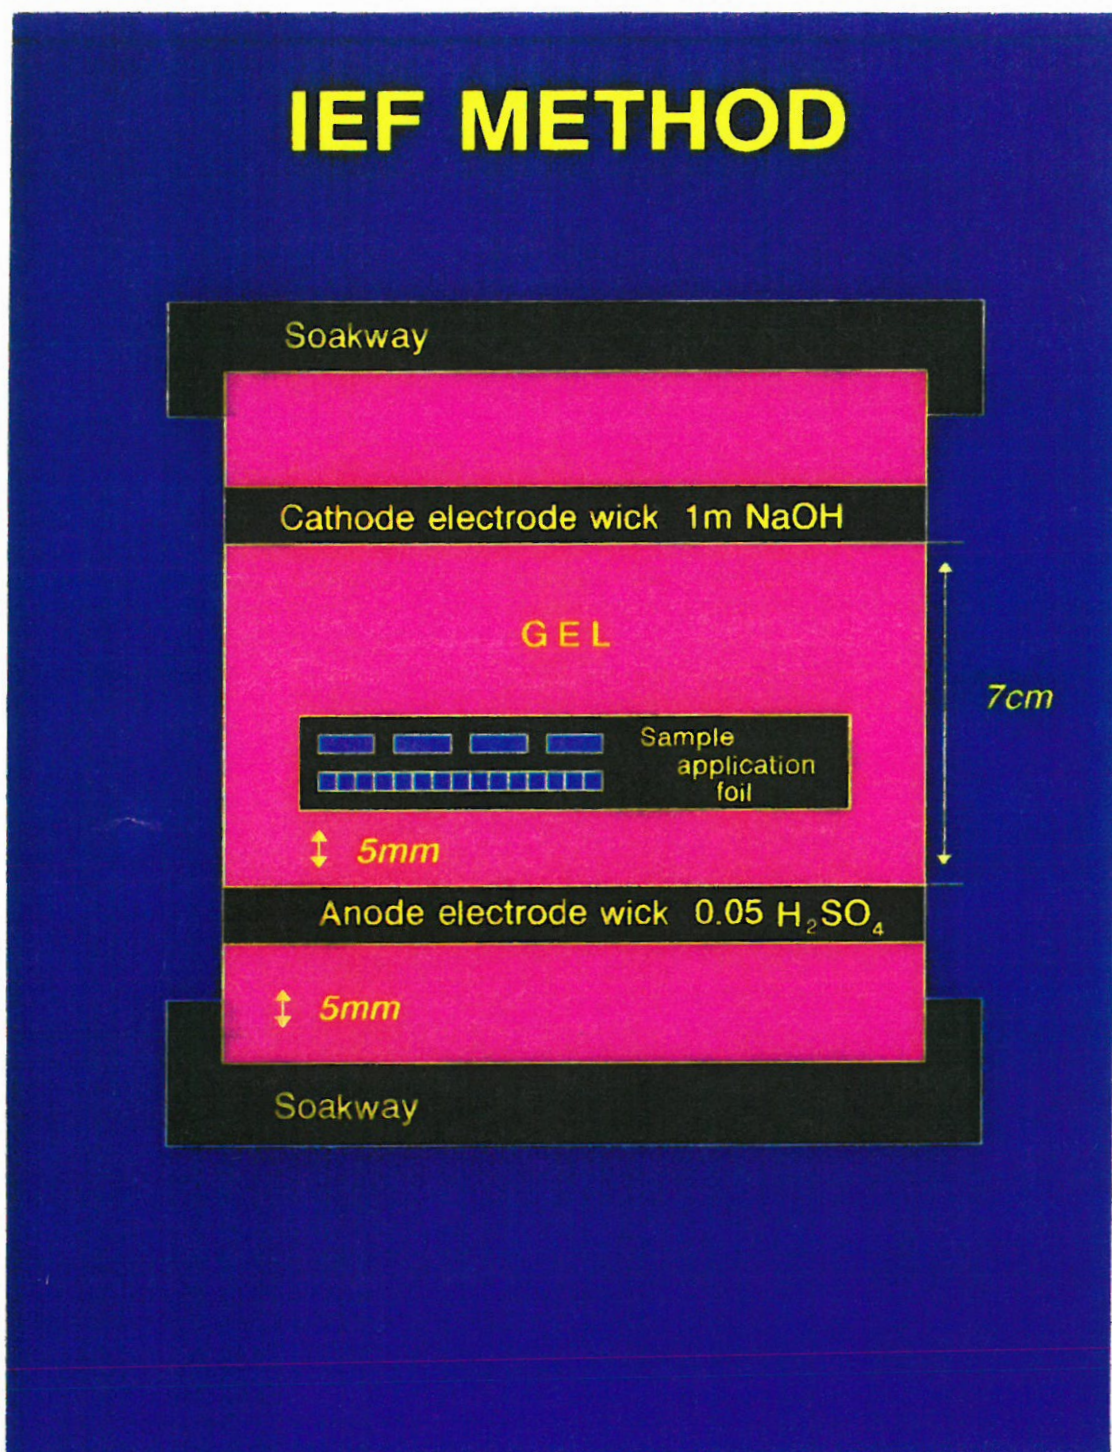 IEF METHOD
Soakway
Cathode electrode wick 1m NaOH
GEL
7cm
Sample
application
foil
5mm
Anode electrode wick 0.05 H₂SO₄
5mm
Soakway